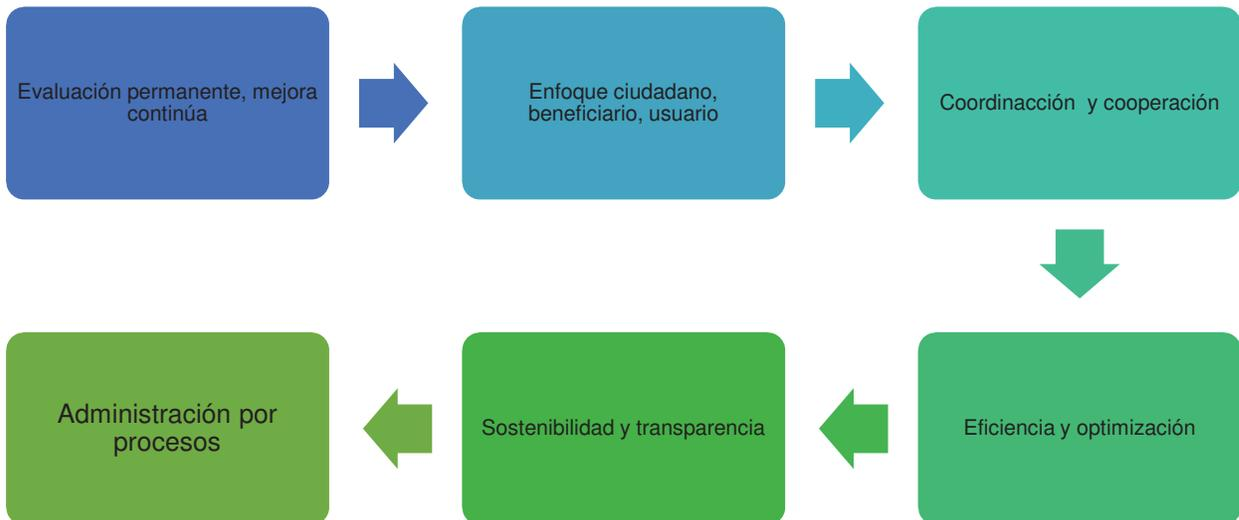 Evaluación permanente, mejora
continúa
Enfoque ciudadano,
beneficiario, usuario
Coordinacción  y cooperación
Eficiencia y optimización
Sostenibilidad y transparencia
Administración por
procesos